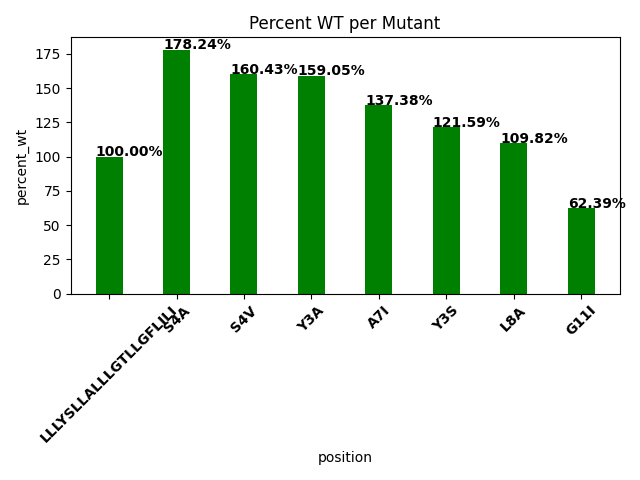 Percent WT per Mutant
178.24%
160.43%
159.05%
137.38%
121.59%
109.82%
100.00%
62.39%
175
150
125
100
75
50
25
0
percent_wt
LLLYSLLALLLGTLLGFLILI
S4A
S4V
Y3A
A7I
Y3S
L8A
G11I
position